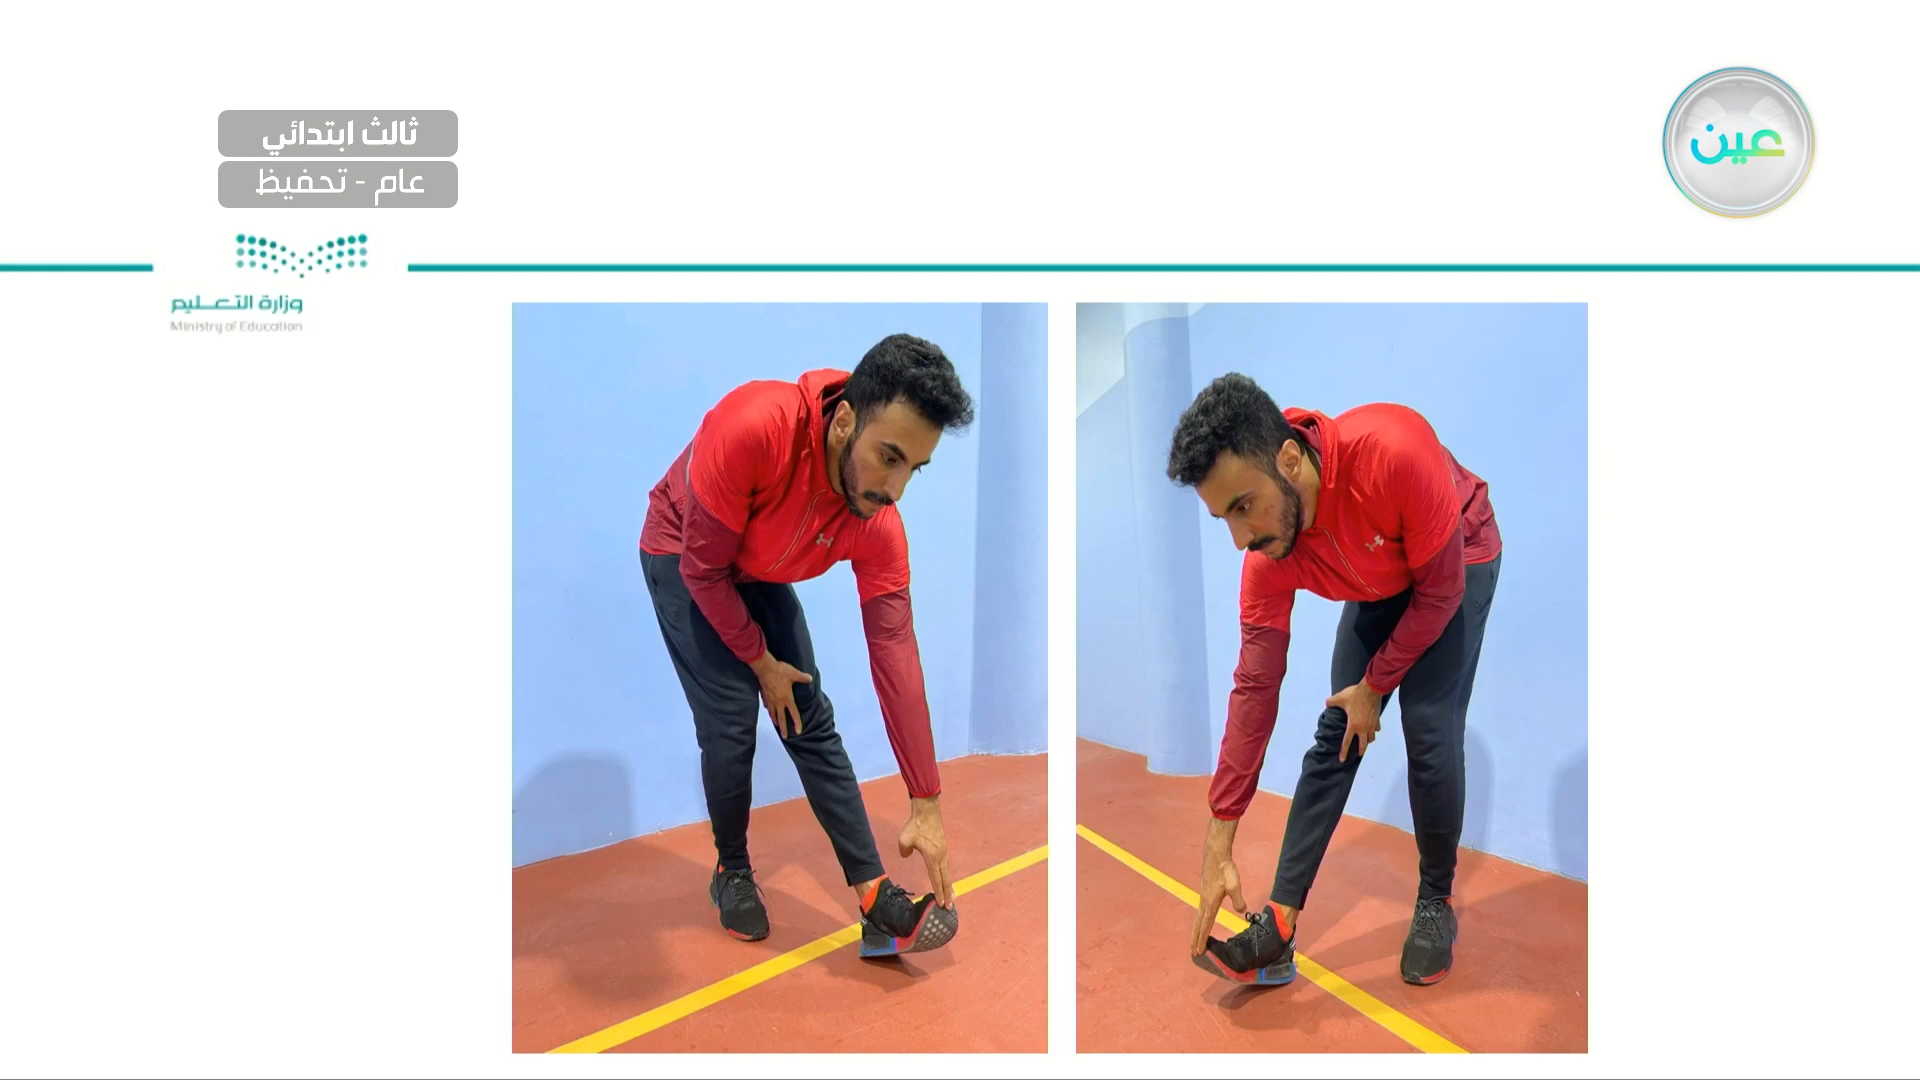 ثالث ابتدائي
عام - تحفيظ
عين
وزارة التعليم
Ministry of Education